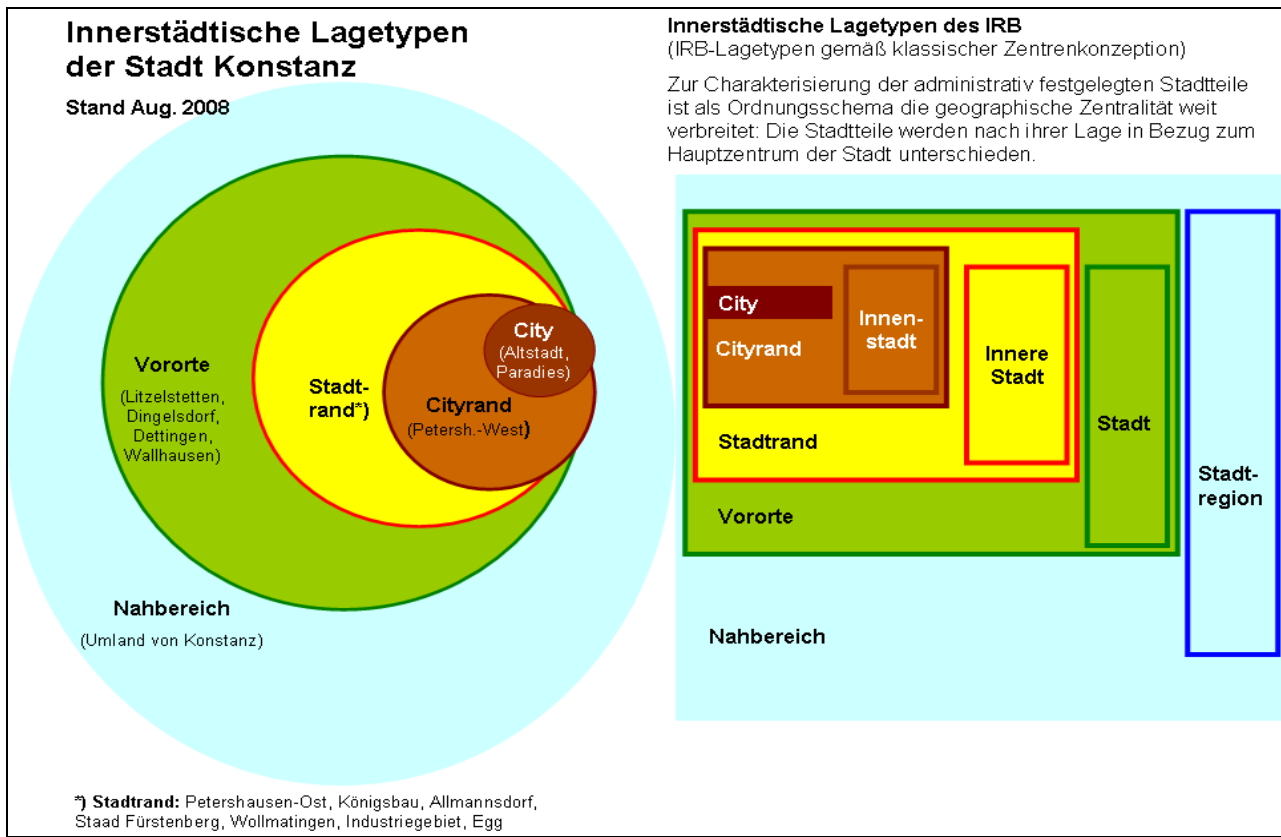 Innerstädtische Lagetypen
der Stadt Konstanz
Stand Aug. 2008
City
(Altstadt,
Paradies)
Vororte
(Litzelstetten,
Dingelsdorf,
Dettingen,
Wallhausen)
Stadt-
rand*)
Cityrand
(Petersh.-West)
Nahbereich
(Umland von Konstanz)
*) Stadtrand: Petershausen-Ost, Königsbau, Allmannsdorf,
Staad Fürstenberg, Wollmatingen, Industriegebiet, Egg
Innerstädtische Lagetypen des IRB
(IRB-Lagetypen gemäß klassischer Zentrenkonzeption)
Zur Charakterisierung der administrativ festgelegten Stadtteile
ist als Ordnungsschema die geographische Zentralität weit
verbreitet: Die Stadtteile werden nach ihrer Lage in Bezug zum
Hauptzentrum der Stadt unterschieden.
City
Cityrand
Innen-
stadt
Stadtrand
Innere
Stadt
Vororte
Stadt
Nahbereich
Stadt-
region